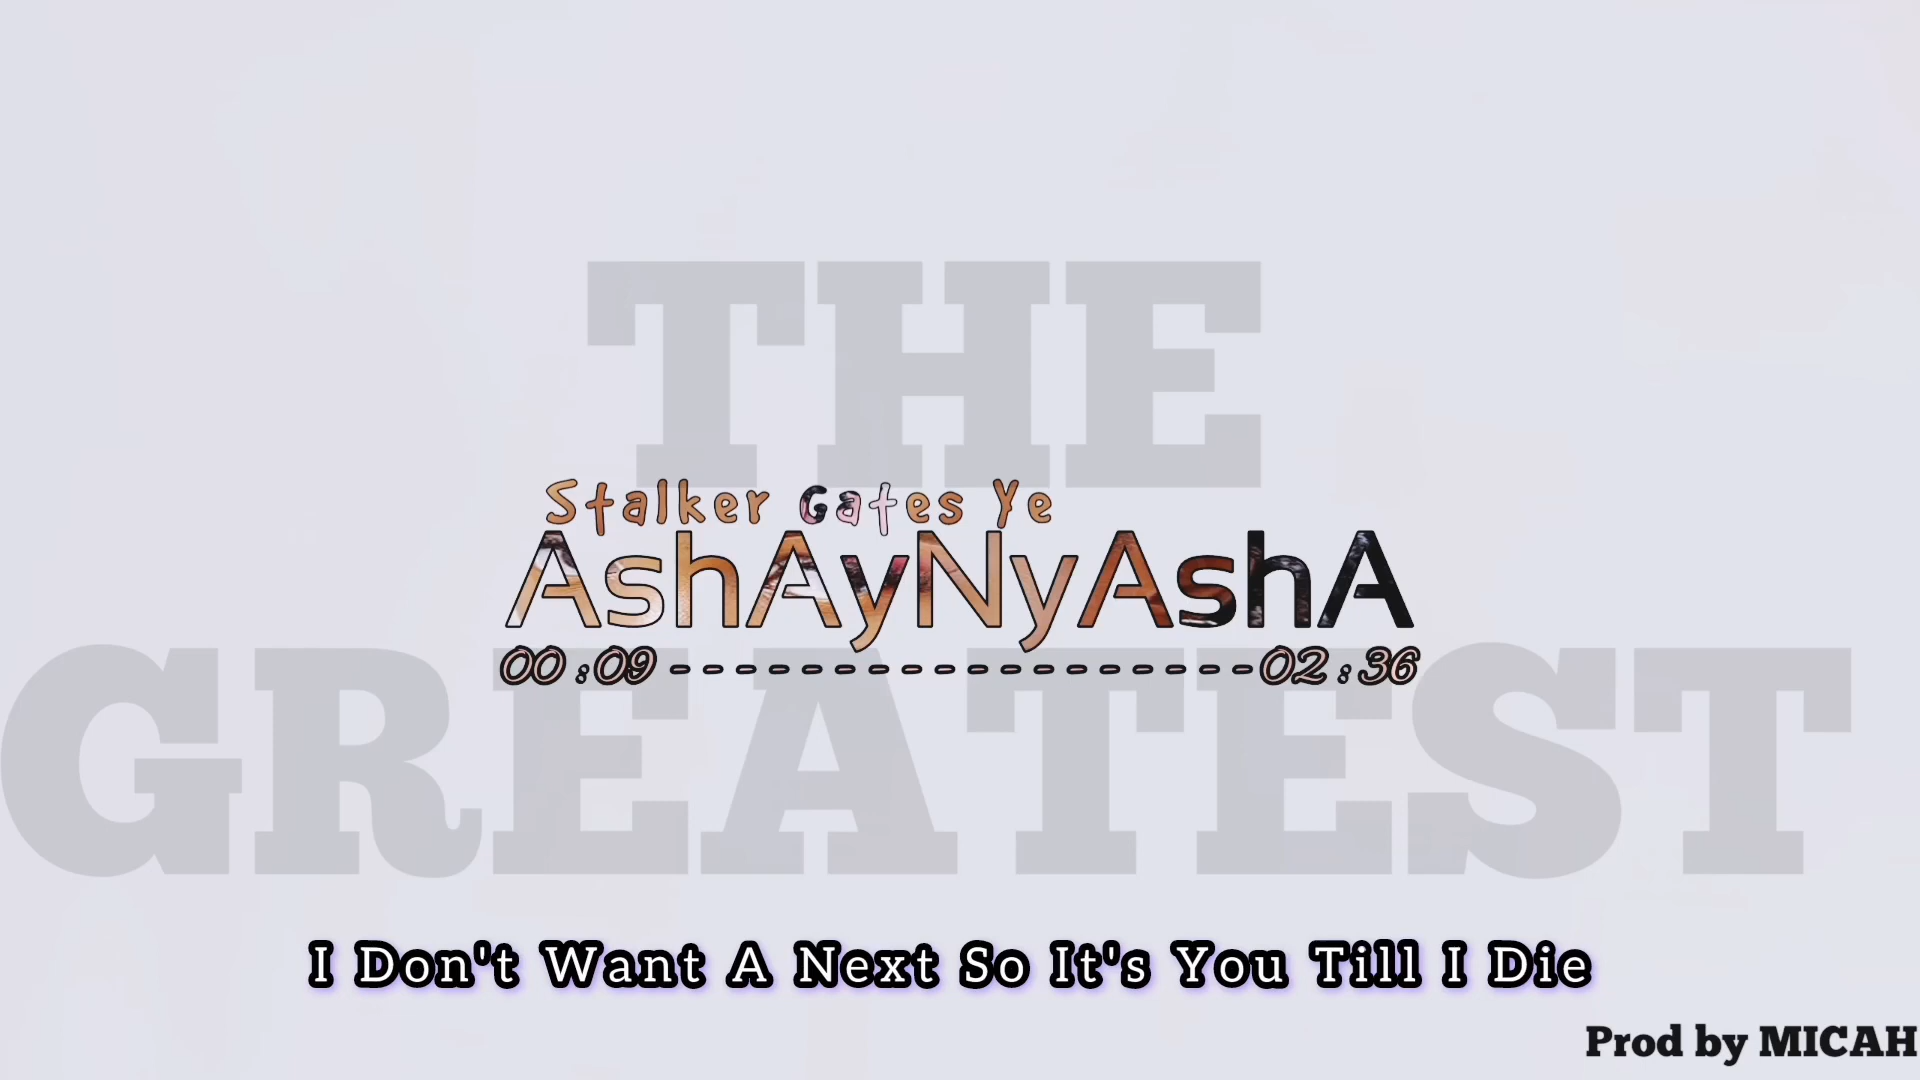 THE
Stalker Gates Ye
AshAyNyAshA
00:09 ------------------ 02:36
GREATEST
I Don't Want A Next So It's You Till I Die
Prod by MICAH